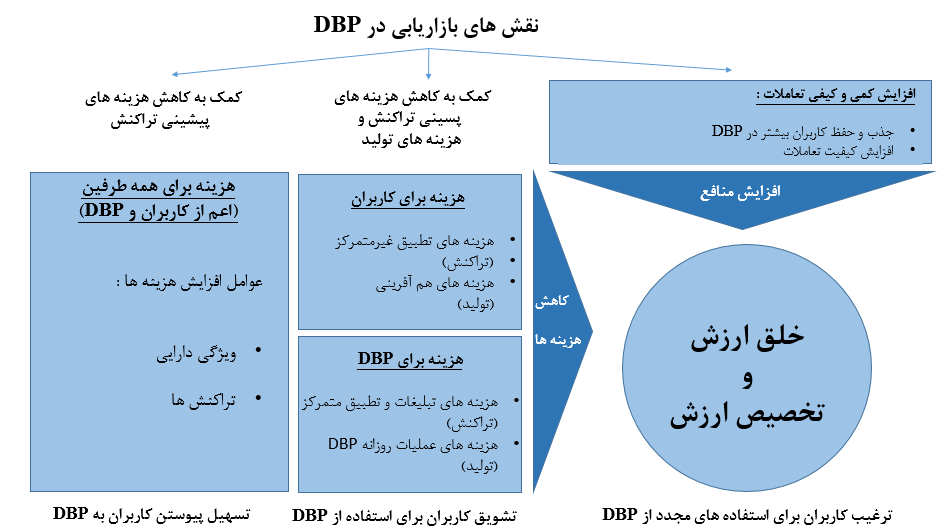 نقش های بازاریابی در DBP
افزایش کمی و کیفی تعاملات :
جذب و حفظ کاربران بیشتر در DBP
افزایش کیفیت تعاملات
افزایش منافع
خلق ارزش
و
تخصیص ارزش
ترغیب کاربران برای استفاده های مجدد از DBP
کمک به کاهش هزینه های
پسینی تراکنش و
هزینه های تولید
هزینه برای کاربران
هزینه های تطبیق غیرمتمرکز
(تراکنش)
هزینه های هم آفرینی
(تولید)
هزینه برای DBP
هزینه های تبلیغات و تطبیق متمرکز
(تراکنش)
هزینه های عملیات روزانه DBP
(تولید)
کاهش
هزینه ها
تشویق کاربران برای استفاده از DBP
کمک به کاهش هزینه های
پیشینی تراکنش
هزینه برای همه طرفین
(اعم از کاربران و DBP)
عوامل افزایش هزینه ها :
ویژگی دارایی
تراکنش ها
تسهیل پیوستن کاربران به DBP